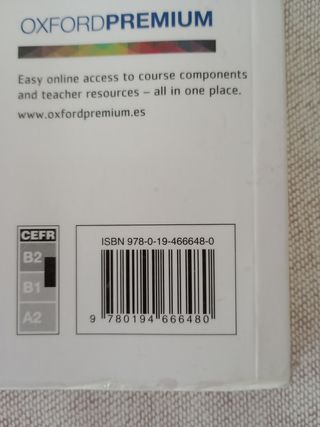 OXFORDPREMIUM
Easy online access to course components
and teacher resources – all in one place.
www.oxfordpremium.es
CEFR
B2
B1
A2
ISBN 978-0-19-466648-0
9 780194 666480